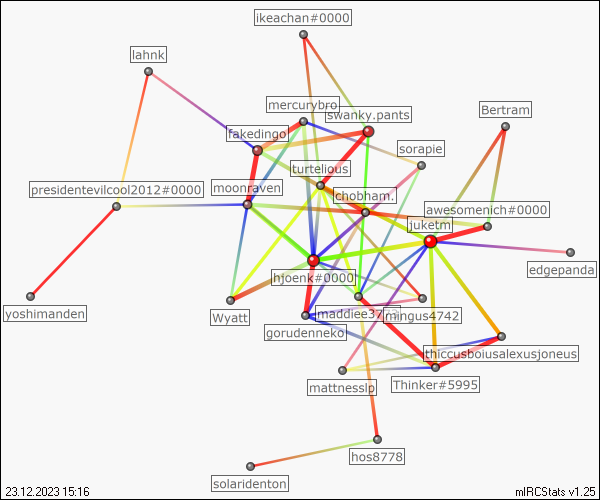 ikeachan#0000
lahnk
mercurybro
swanky.pants
Bertram
fakedingo
sorapie
turtelious
presidentevilcool2012#0000
moonraven
chobham.
awesomenich#0000
juketm
hjoenk#0000
edgepanda
yoshimanden
Wyatt
mingus4742
gorudenneko
thiccusboiusalexusjoneus
mattnesslp
Thinker#5995
hos8778
solaridenton
23.12.2023 15:16
mIRCStats v1.25